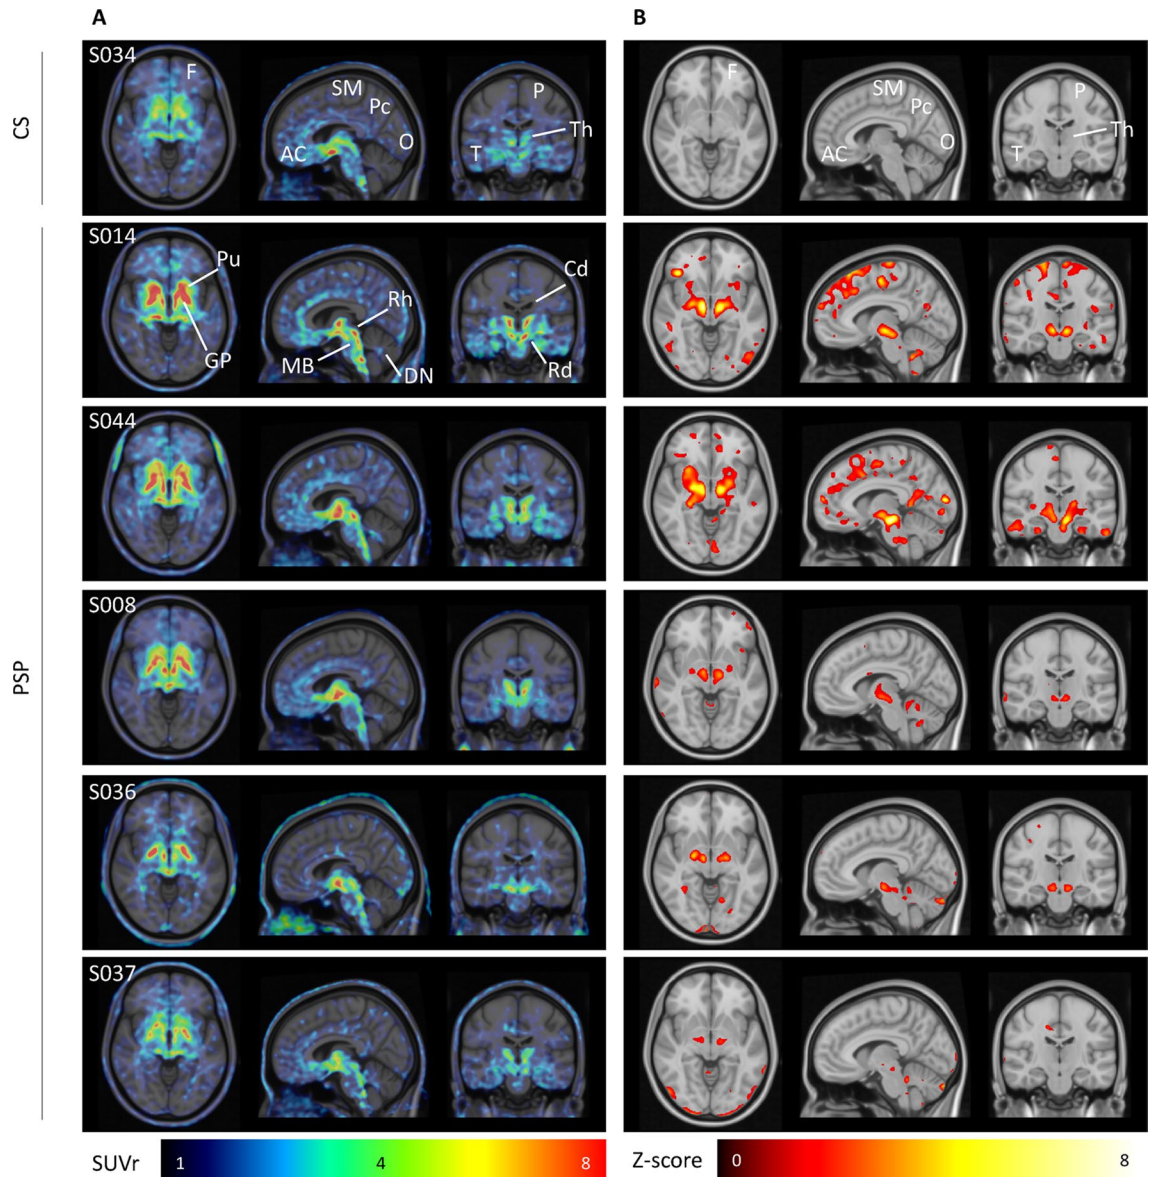 A
B
CS
S034
F
SM
Pc
P
Th
AC
O
T
F
SM
Pc
P
Th
AC
O
T
PSP
S014
Pu
Cd
Rh
GP
MB
DN
Rd
S044
S008
S036
S037
SUVr
1 4 8
Z-score
0 8